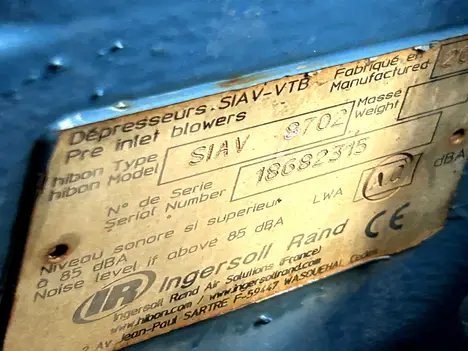 Dépresseurs SIAV-VTB Fabriqué en
Pre inlet blowers Manufactured 20
hibon Type SIAV 8702 Masse
hibon Model Weight
N° de Serie 18682315
Serial Number
Niveau sonore si superieur LWA dBA
à 85 dBA
Noise level if above 85 dBA
IR Ingersoll Rand CE
Ingersoll Rand Air Solutions (France)
www.hibon.com / www.ingersollrand.com
2 Av Jean-Paul SARTRE F-59447 WASQUEHAL Cedex